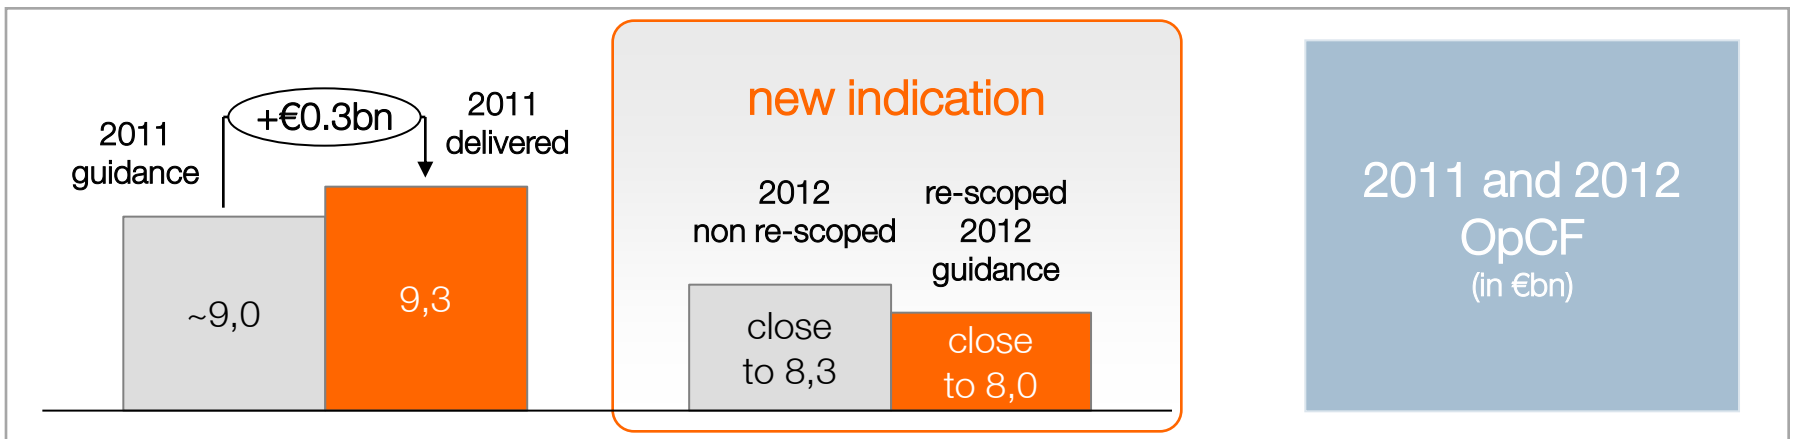 2011
guidance
+€0.3bn
2011
delivered
~9,0
9,3
new indication
2012
non re-scoped
re-scoped
2012
guidance
close
to 8,3
close
to 8,0
2011 and 2012
OpCF
(in €bn)